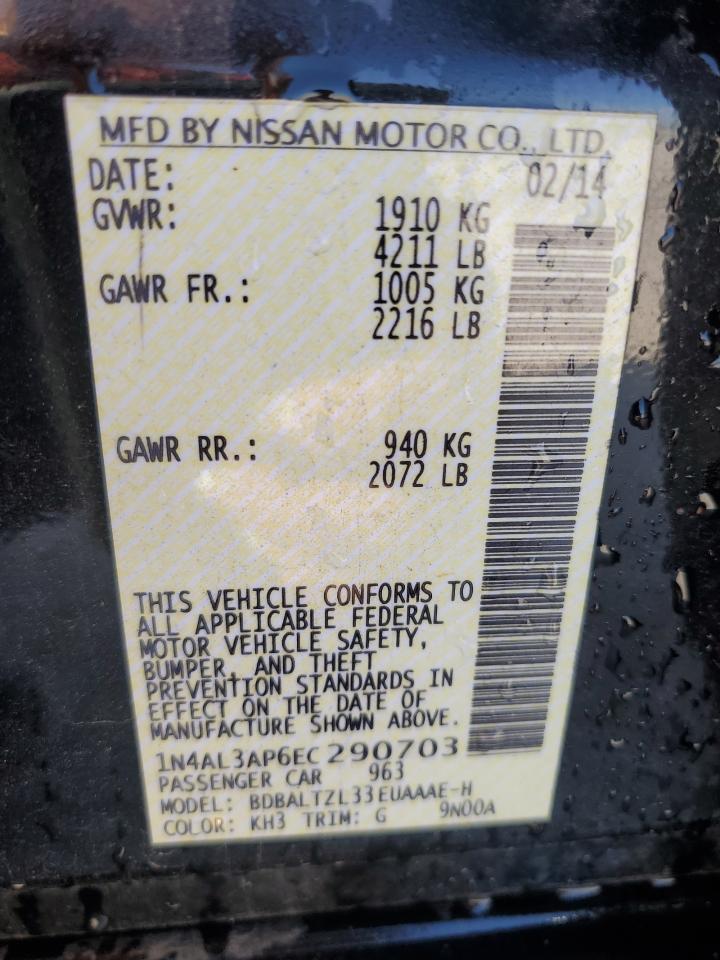 MFD BY NISSAN MOTOR CO., LTD.
DATE: 02/14
GVWR: 1910 KG
4211 LB
GAWR FR.: 1005 KG
2216 LB
GAWR RR.: 940 KG
2072 LB
THIS VEHICLE CONFORMS TO
ALL APPLICABLE FEDERAL
MOTOR VEHICLE SAFETY,
BUMPER, AND THEFT
PREVENTION STANDARDS IN
EFFECT ON THE DATE OF
MANUFACTURE SHOWN ABOVE.
1N4AL3AP6EC290703
PASSENGER CAR 963
MODEL: BDBALTZL33EUAAAE-H
COLOR: KH3 TRIM: G 9N00A